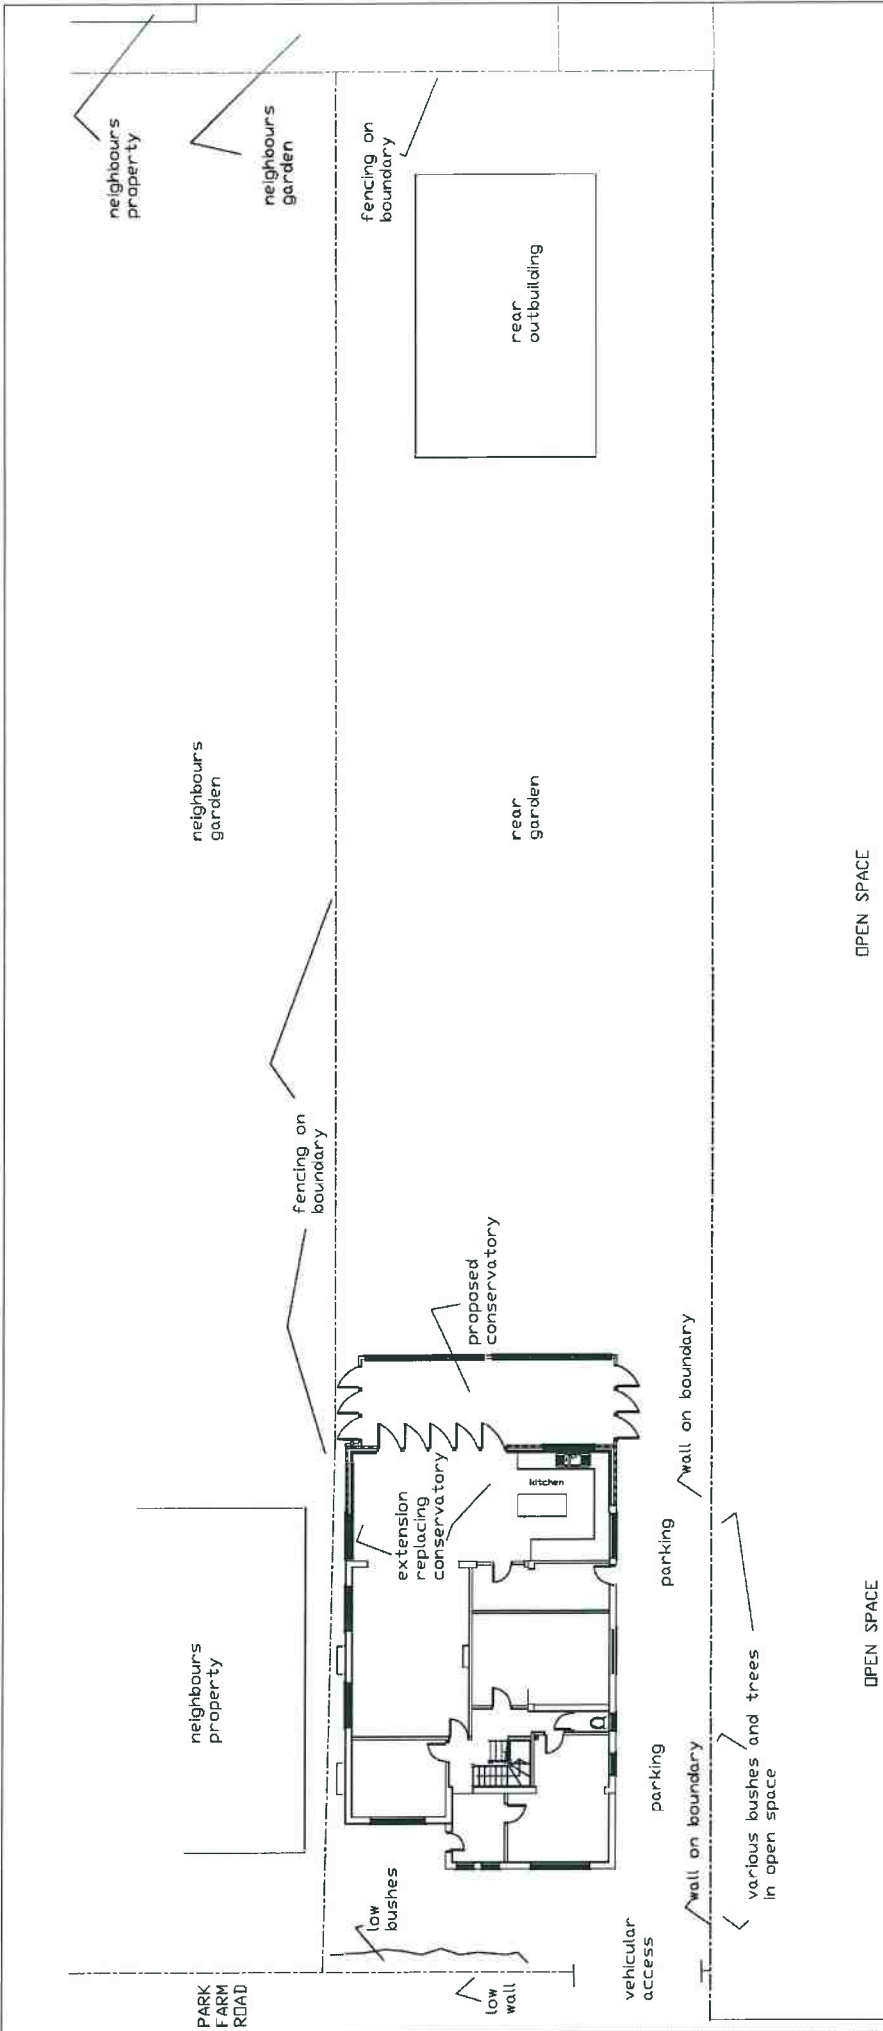 neighbours
property
neighbours
garden
fencing on
boundary
rear
outbuilding
neighbours
garden
rear
garden
OPEN SPACE
fencing on
boundary
proposed
conservatory
wall on boundary
extension
replacing
conservatory
kitchen
parking
neighbours
property
parking
wall on boundary
various bushes and trees
in open space
OPEN SPACE
low
bushes
PARK
FARM
ROAD
low
wall
vehicular
access